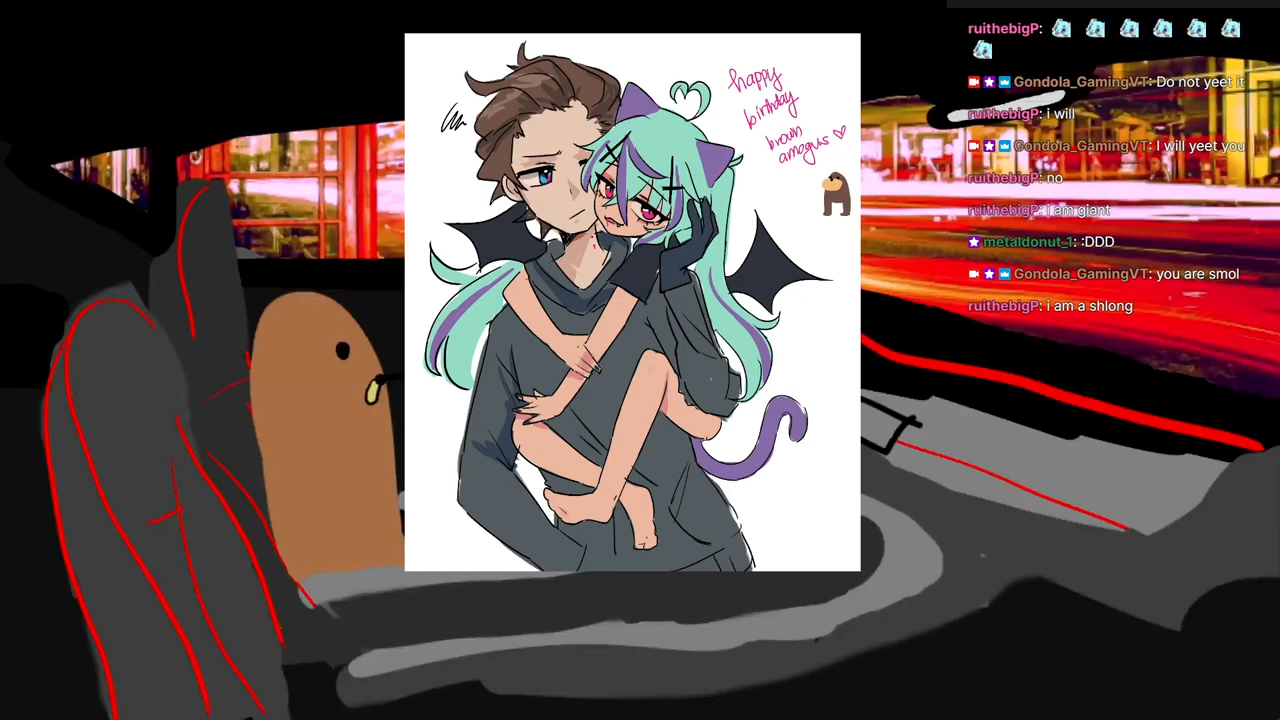 happy
birthday
brown
amogus
ruithebigP:
Gondola_GamingVT: Do not yeet it
ruithebigP: i will
Gondola_GamingVT: I will yeet you
ruithebigP: no
ruithebigP: i am giant
metaldonut_1: :DDD
Gondola_GamingVT: you are smol
ruithebigP: i am a shlong